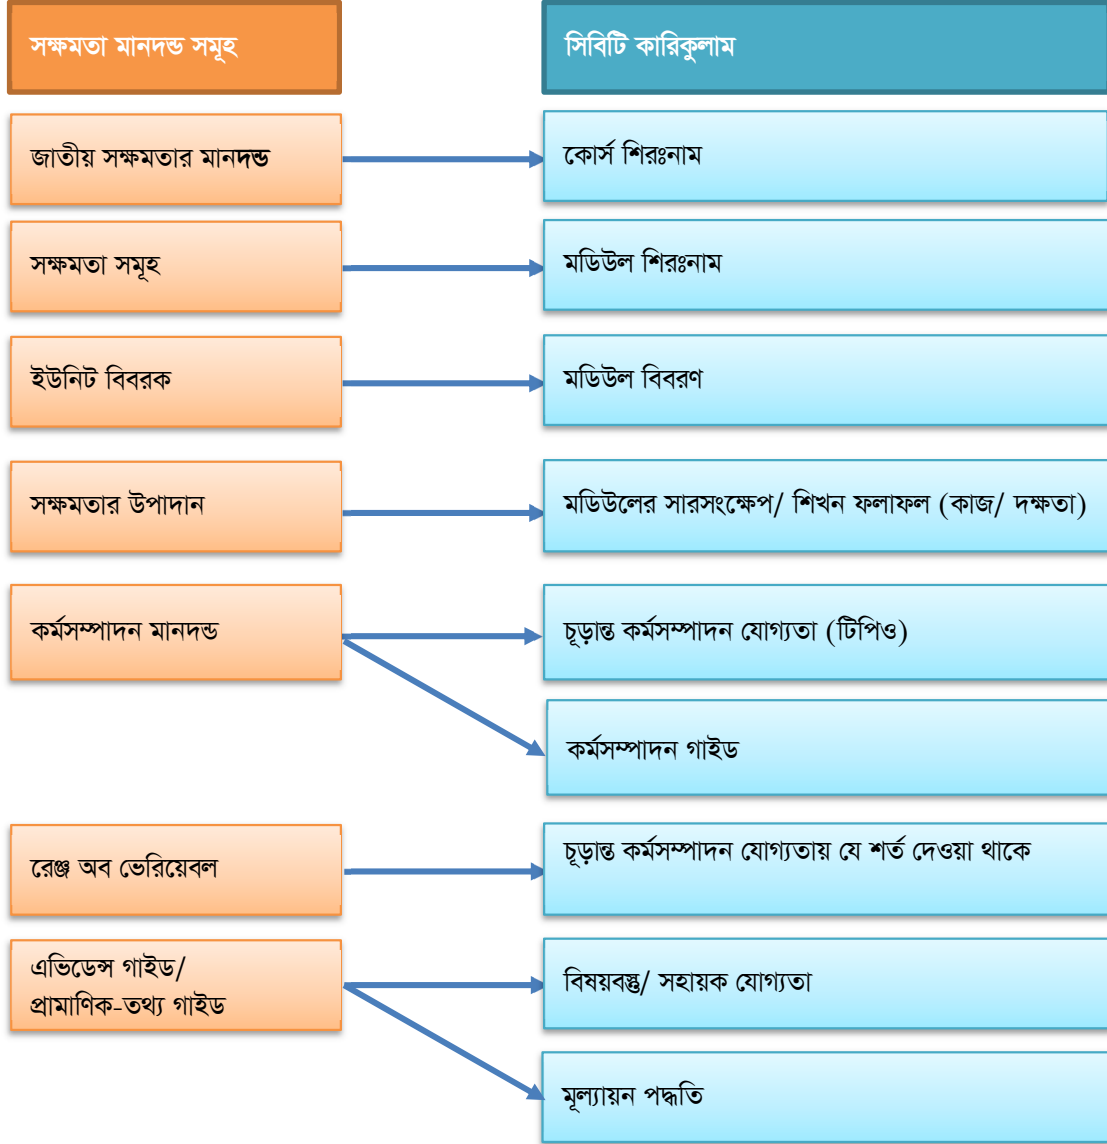 সক্ষমতা মানদন্ড সমূহ
সিবিটি কারিকুলাম
জাতীয় সক্ষমতার মানদন্ড
কোর্স শিরঃনাম
সক্ষমতা সমূহ
মডিউল শিরঃনাম
ইউনিট বিবরক
মডিউল বিবরণ
সক্ষমতার উপাদান
মডিউলের সারসংক্ষেপ/ শিখন ফলাফল (কাজ/ দক্ষতা)
কর্মসম্পাদন মানদন্ড
চূড়ান্ত কর্মসম্পাদন যোগ্যতা (টিপিও)
কর্মসম্পাদন গাইড
রেঞ্জ অব ভেরিয়েবল
চূড়ান্ত কর্মসম্পাদন যোগ্যতায় যে শর্ত দেওয়া থাকে
এভিডেন্স গাইড/
প্রামাণিক-তথ্য গাইড
বিষয়বস্তু/ সহায়ক যোগ্যতা
মূল্যায়ন পদ্ধতি